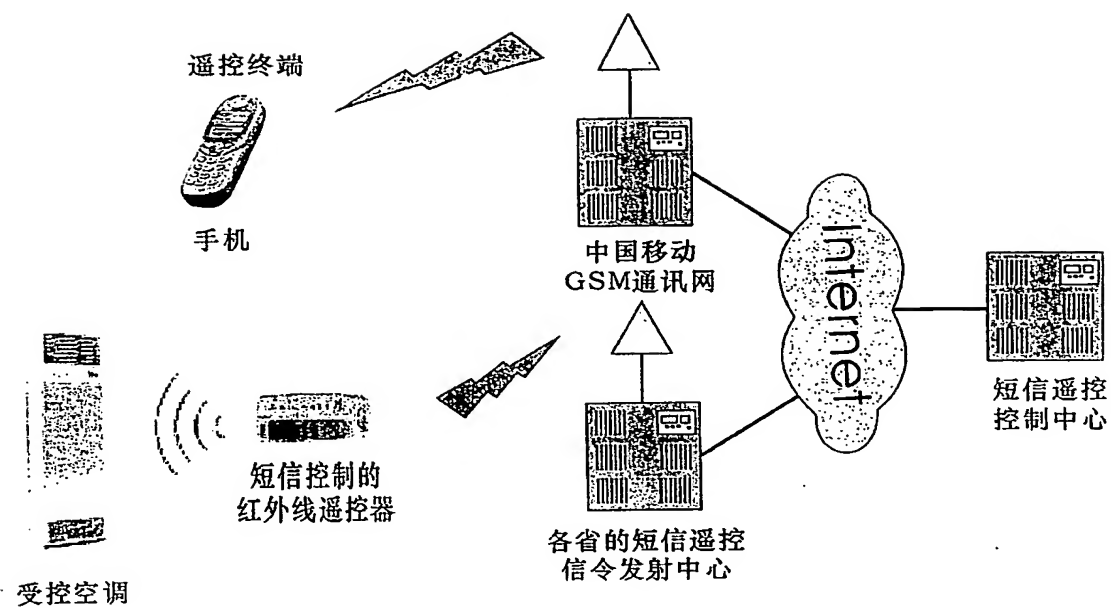 遥控终端
手机
中国移动
GSM通讯网
Internet
短信遥控
控制中心
短信控制的
红外线遥控器
各省的短信遥控
信令发射中心
受控空调